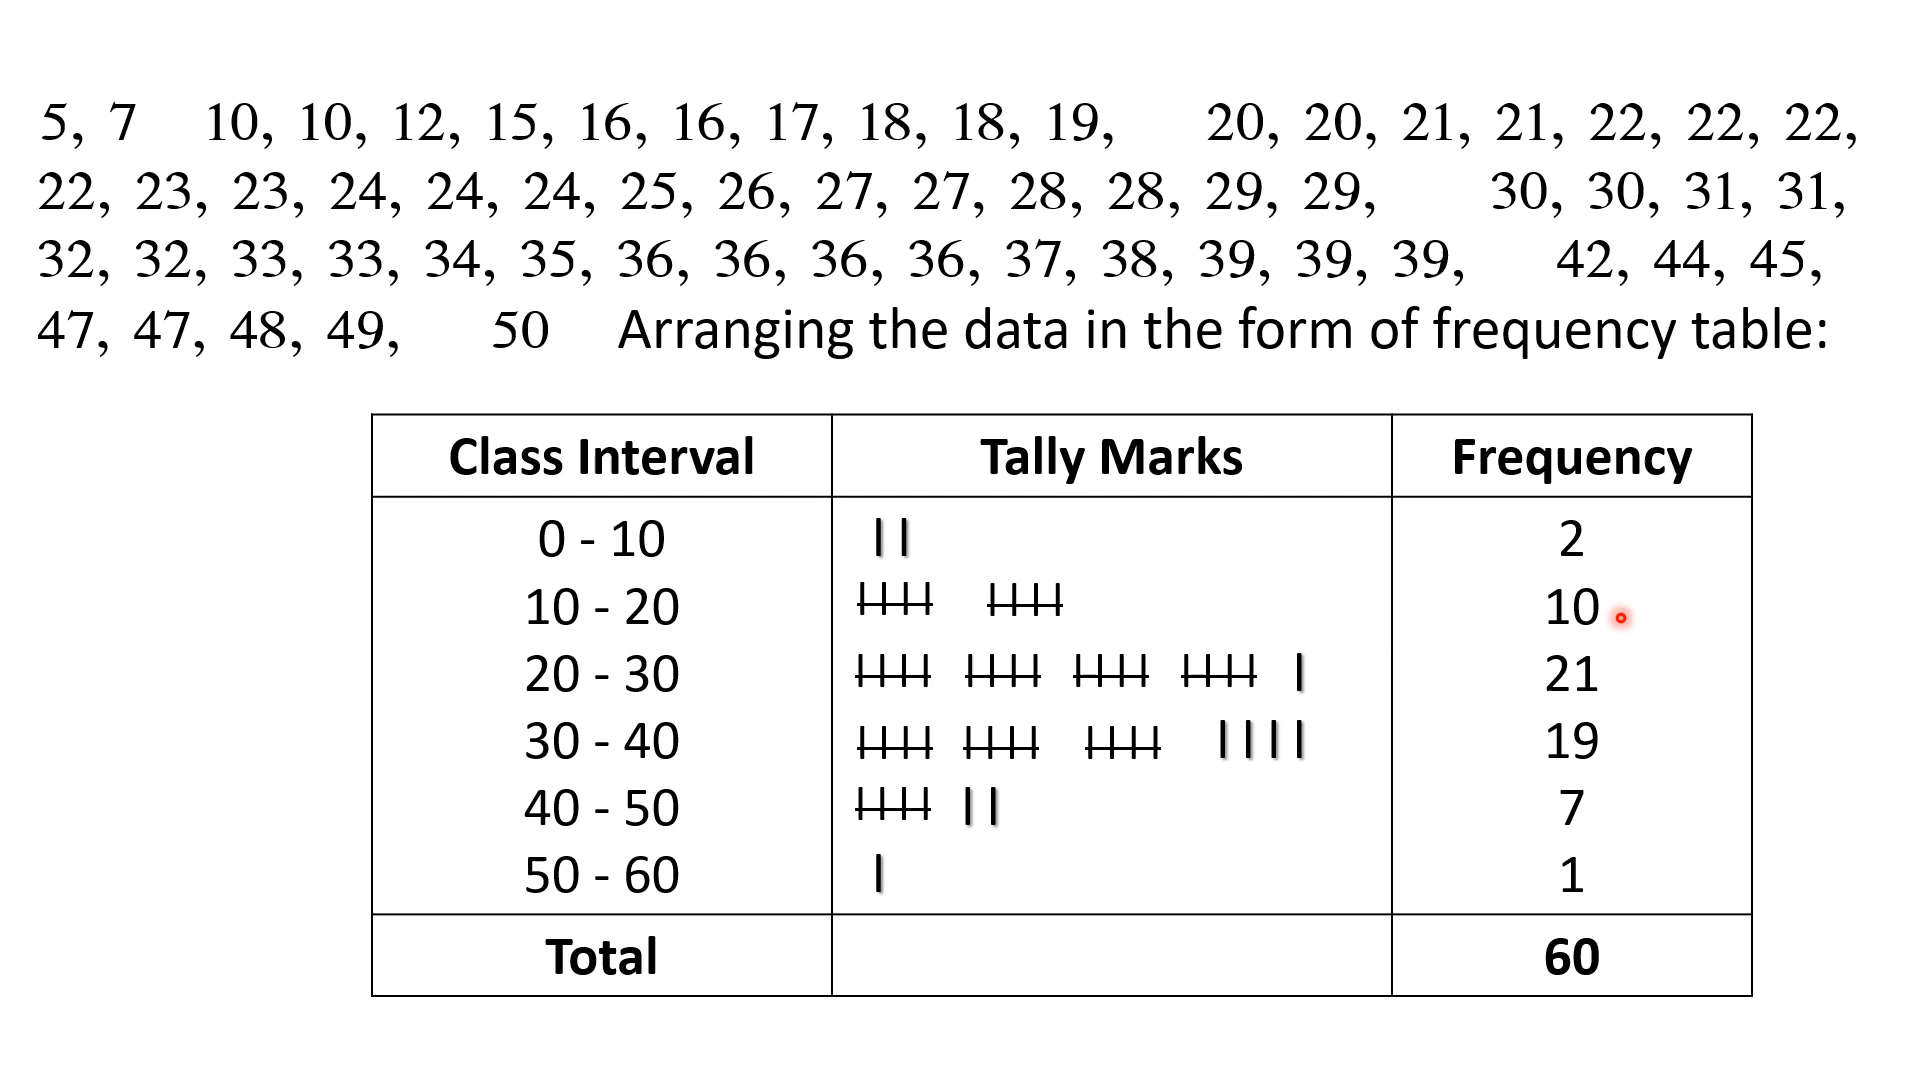 5, 7 10, 10, 12, 15, 16, 16, 17, 18, 18, 19, 20, 20, 21, 21, 22, 22, 22,
22, 23, 23, 24, 24, 24, 25, 26, 27, 27, 28, 28, 29, 29, 30, 30, 31, 31,
32, 32, 33, 33, 34, 35, 36, 36, 36, 36, 37, 38, 39, 39, 39, 42, 44, 45,
47, 47, 48, 49, 50 Arranging the data in the form of frequency table:
Class Interval Tally Marks Frequency
0 - 10 2
10 - 20 10
20 - 30 21
30 - 40 19
40 - 50 7
50 - 60 1
Total 60